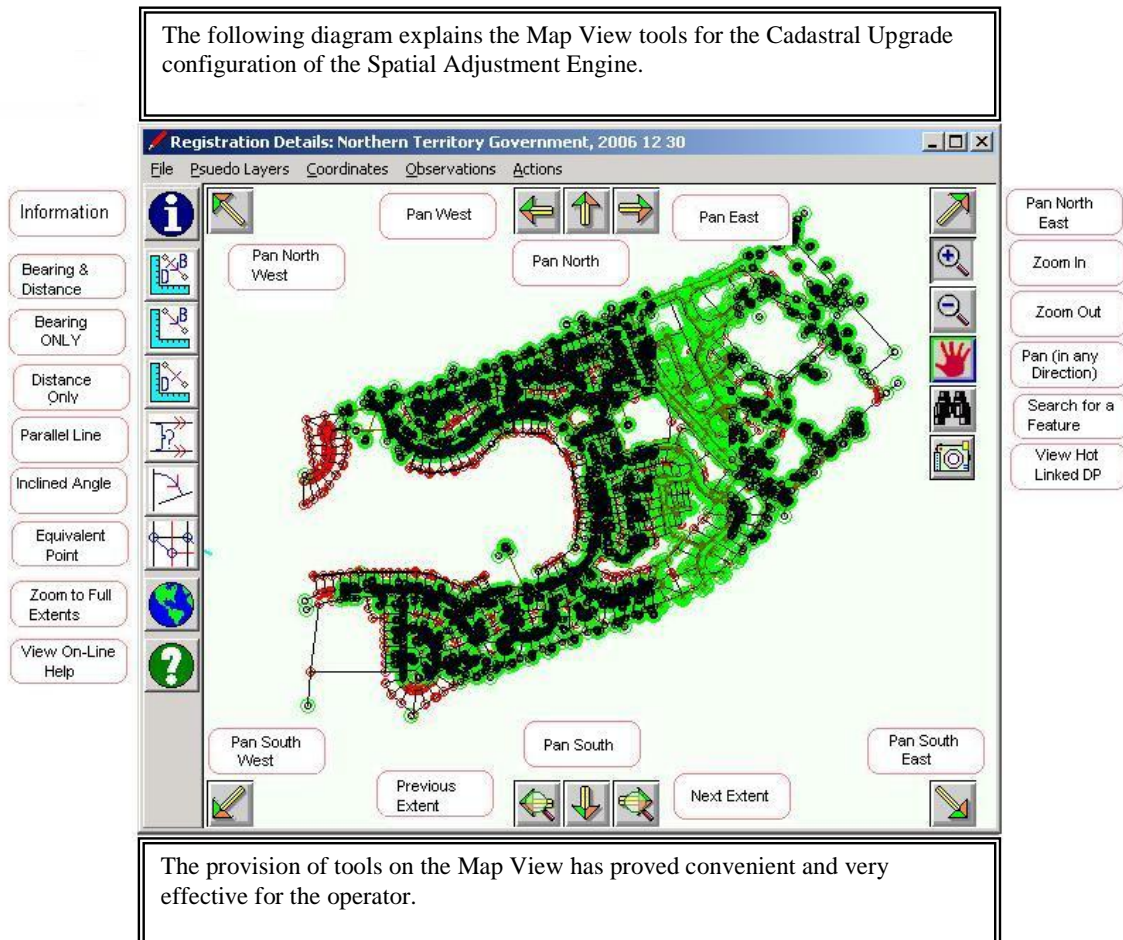 The following diagram explains the Map View tools for the Cadastral Upgrade
configuration of the Spatial Adjustment Engine.
Registration Details: Northern Territory Government, 2006 12 30
File Psuedo Layers Coordinates Observations Actions
Information
Bearing &
Distance
Bearing
ONLY
Distance
Only
Parallel Line
Inclined Angle
Equivalent
Point
Zoom to Full
Extents
View On-Line
Help
Pan North
West
Pan West
Pan North
Pan East
Pan North
East
Zoom In
Zoom Out
Pan (in any
Direction)
Search for a
Feature
View Hot
Linked DP
Pan South
West
Previous
Extent
Pan South
Next Extent
Pan South
East
The provision of tools on the Map View has proved convenient and very
effective for the operator.